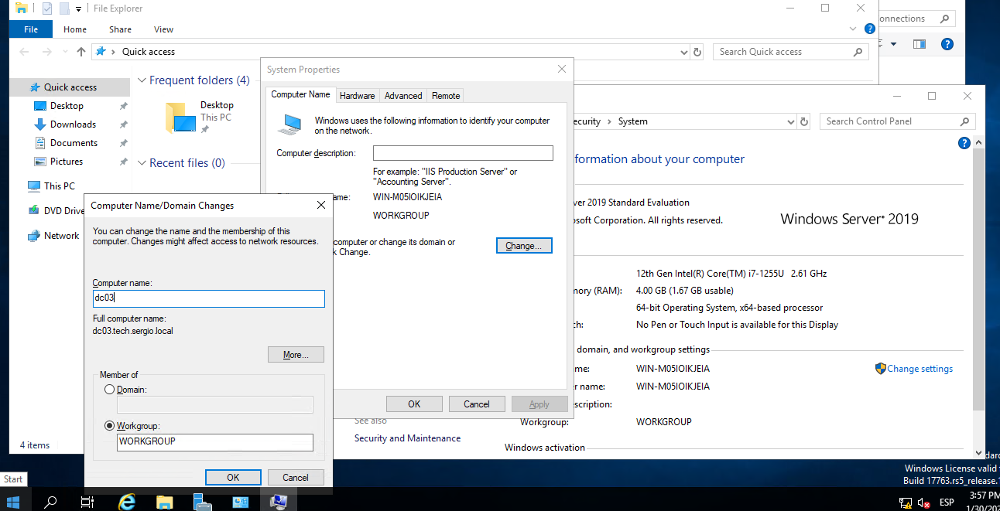 File Explorer
File
Home
Share
View
Quick access
Search Quick access
onnections
Quick access
Desktop
Downloads
Documents
Pictures
This PC
DVD Drive
Network
4 items
Frequent folders (4)
Desktop
This PC
Recent files (0)
System Properties
Computer Name
Hardware
Advanced
Remote
Windows uses the following information to identify your computer
on the network.
Computer description:
For example: "IIS Production Server" or
"Accounting Server".
me:
WIN-M05IOIKJEIA
WORKGROUP
computer or change its domain or
k Change.
Change...
OK
Cancel
Apply
Computer Name/Domain Changes
You can change the name and the membership of this
computer. Changes might affect access to network resources.
Computer name:
dc03
Full computer name:
dc03.tech.sergio.local
More...
Member of
Domain:
Workgroup:
WORKGROUP
OK
Cancel
ecurity
System
Search Control Panel
formation about your computer
ver 2019 Standard Evaluation
osoft Corporation. All rights reserved.
Windows Server® 2019
12th Gen Intel(R) Core(TM) i7-1255U 2.61 GHz
mory (RAM):
4.00 GB (1.67 GB usable)
64-bit Operating System, x64-based processor
ch:
No Pen or Touch Input is available for this Display
domain, and workgroup settings
me:
WIN-M05IOIKJEIA
Change settings
r name:
WIN-M05IOIKJEIA
scription:
Workgroup:
WORKGROUP
Windows activation
See also
Security and Maintenance
Start
Windows License valid
Build 17763.rs5_release.1
ESP
3:57 PM
1/30/202